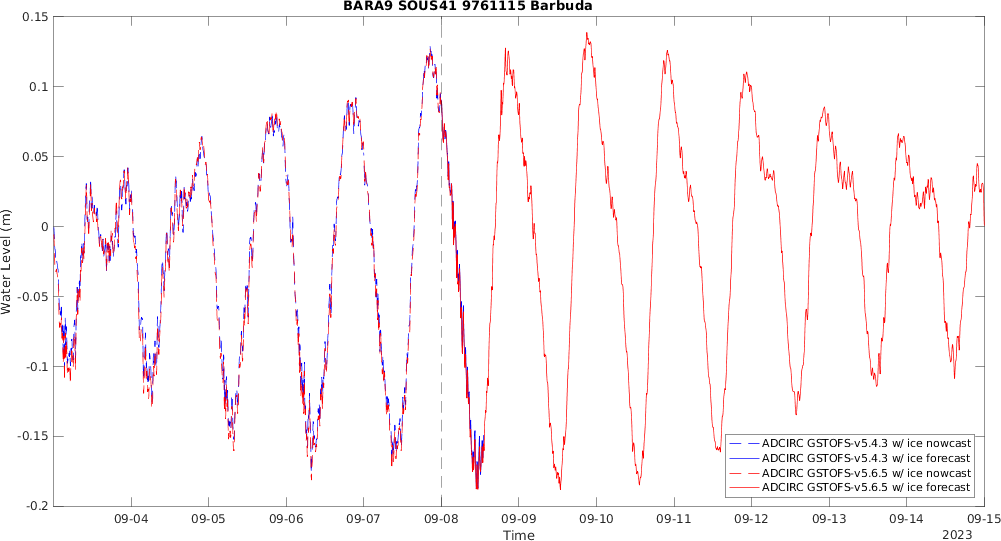 BARA9 SOUS41 9761115 Barbuda
Water Level (m)
0.15
0.1
0.05
0
-0.05
-0.1
-0.15
-0.2
09-04 09-05 09-06 09-07 09-08 09-09 09-10 09-11 09-12 09-13 09-14 09-15
Time
2023
ADCIRC GSTOFS-v5.4.3 w/ ice nowcast
ADCIRC GSTOFS-v5.4.3 w/ ice forecast
ADCIRC GSTOFS-v5.6.5 w/ ice nowcast
ADCIRC GSTOFS-v5.6.5 w/ ice forecast